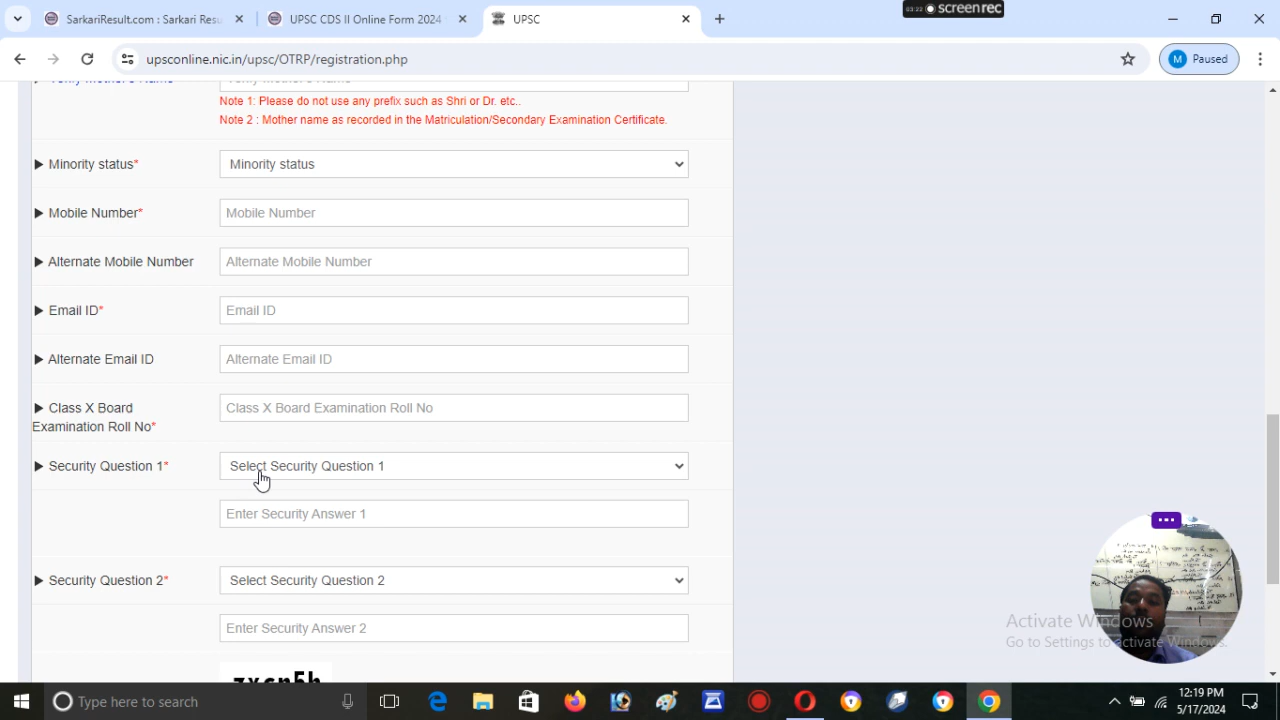 03:22 screen rec
SarkariResult.com : Sarkari Resu
UPSC CDS II Online Form 2024
UPSC
upsconline.nic.in/upsc/OTRP/registration.php
M Paused
Note 1: Please do not use any prefix such as Shri or Dr. etc..
Note 2 : Mother name as recorded in the Matriculation/Secondary Examination Certificate.
Minority status*
Minority status
Mobile Number*
Mobile Number
Alternate Mobile Number
Alternate Mobile Number
Email ID*
Email ID
Alternate Email ID
Alternate Email ID
Class X Board
Examination Roll No*
Class X Board Examination Roll No
Security Question 1*
Select Security Question 1
Enter Security Answer 1
Security Question 2*
Select Security Question 2
Enter Security Answer 2
Activate Windows
Go to Settings to activate Windows.
Type here to search
12:19 PM
5/17/2024